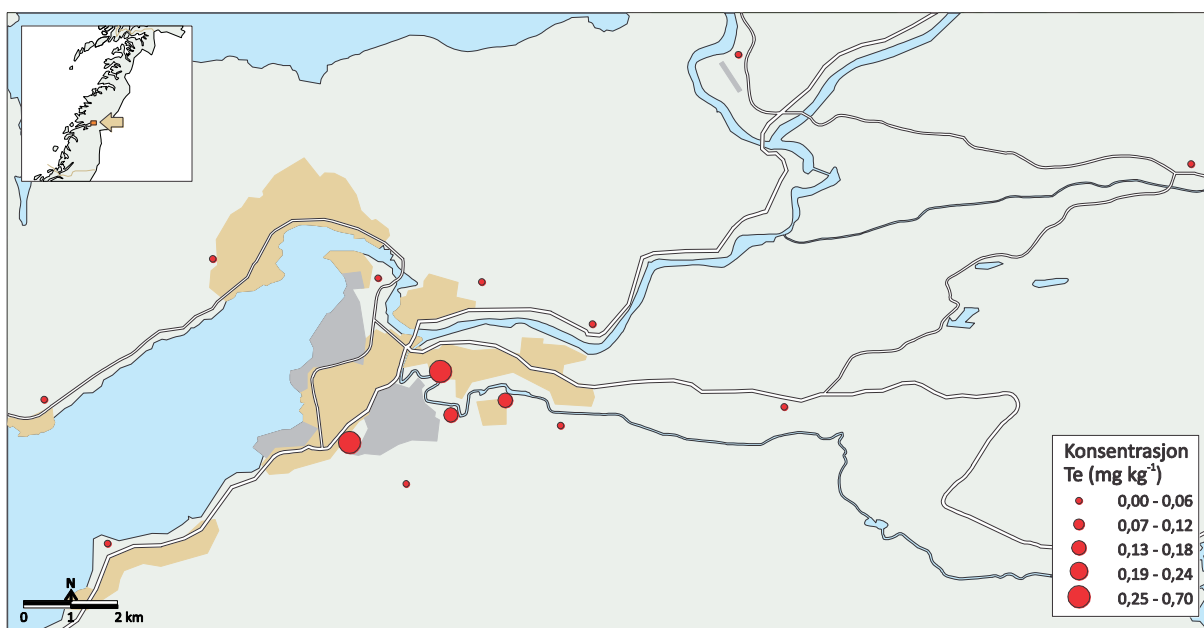 Konsentrasjon
Te (mg kg⁻¹)
0,00 - 0,06
0,07 - 0,12
0,13 - 0,18
0,19 - 0,24
0,25 - 0,70
N
0 1 2 km